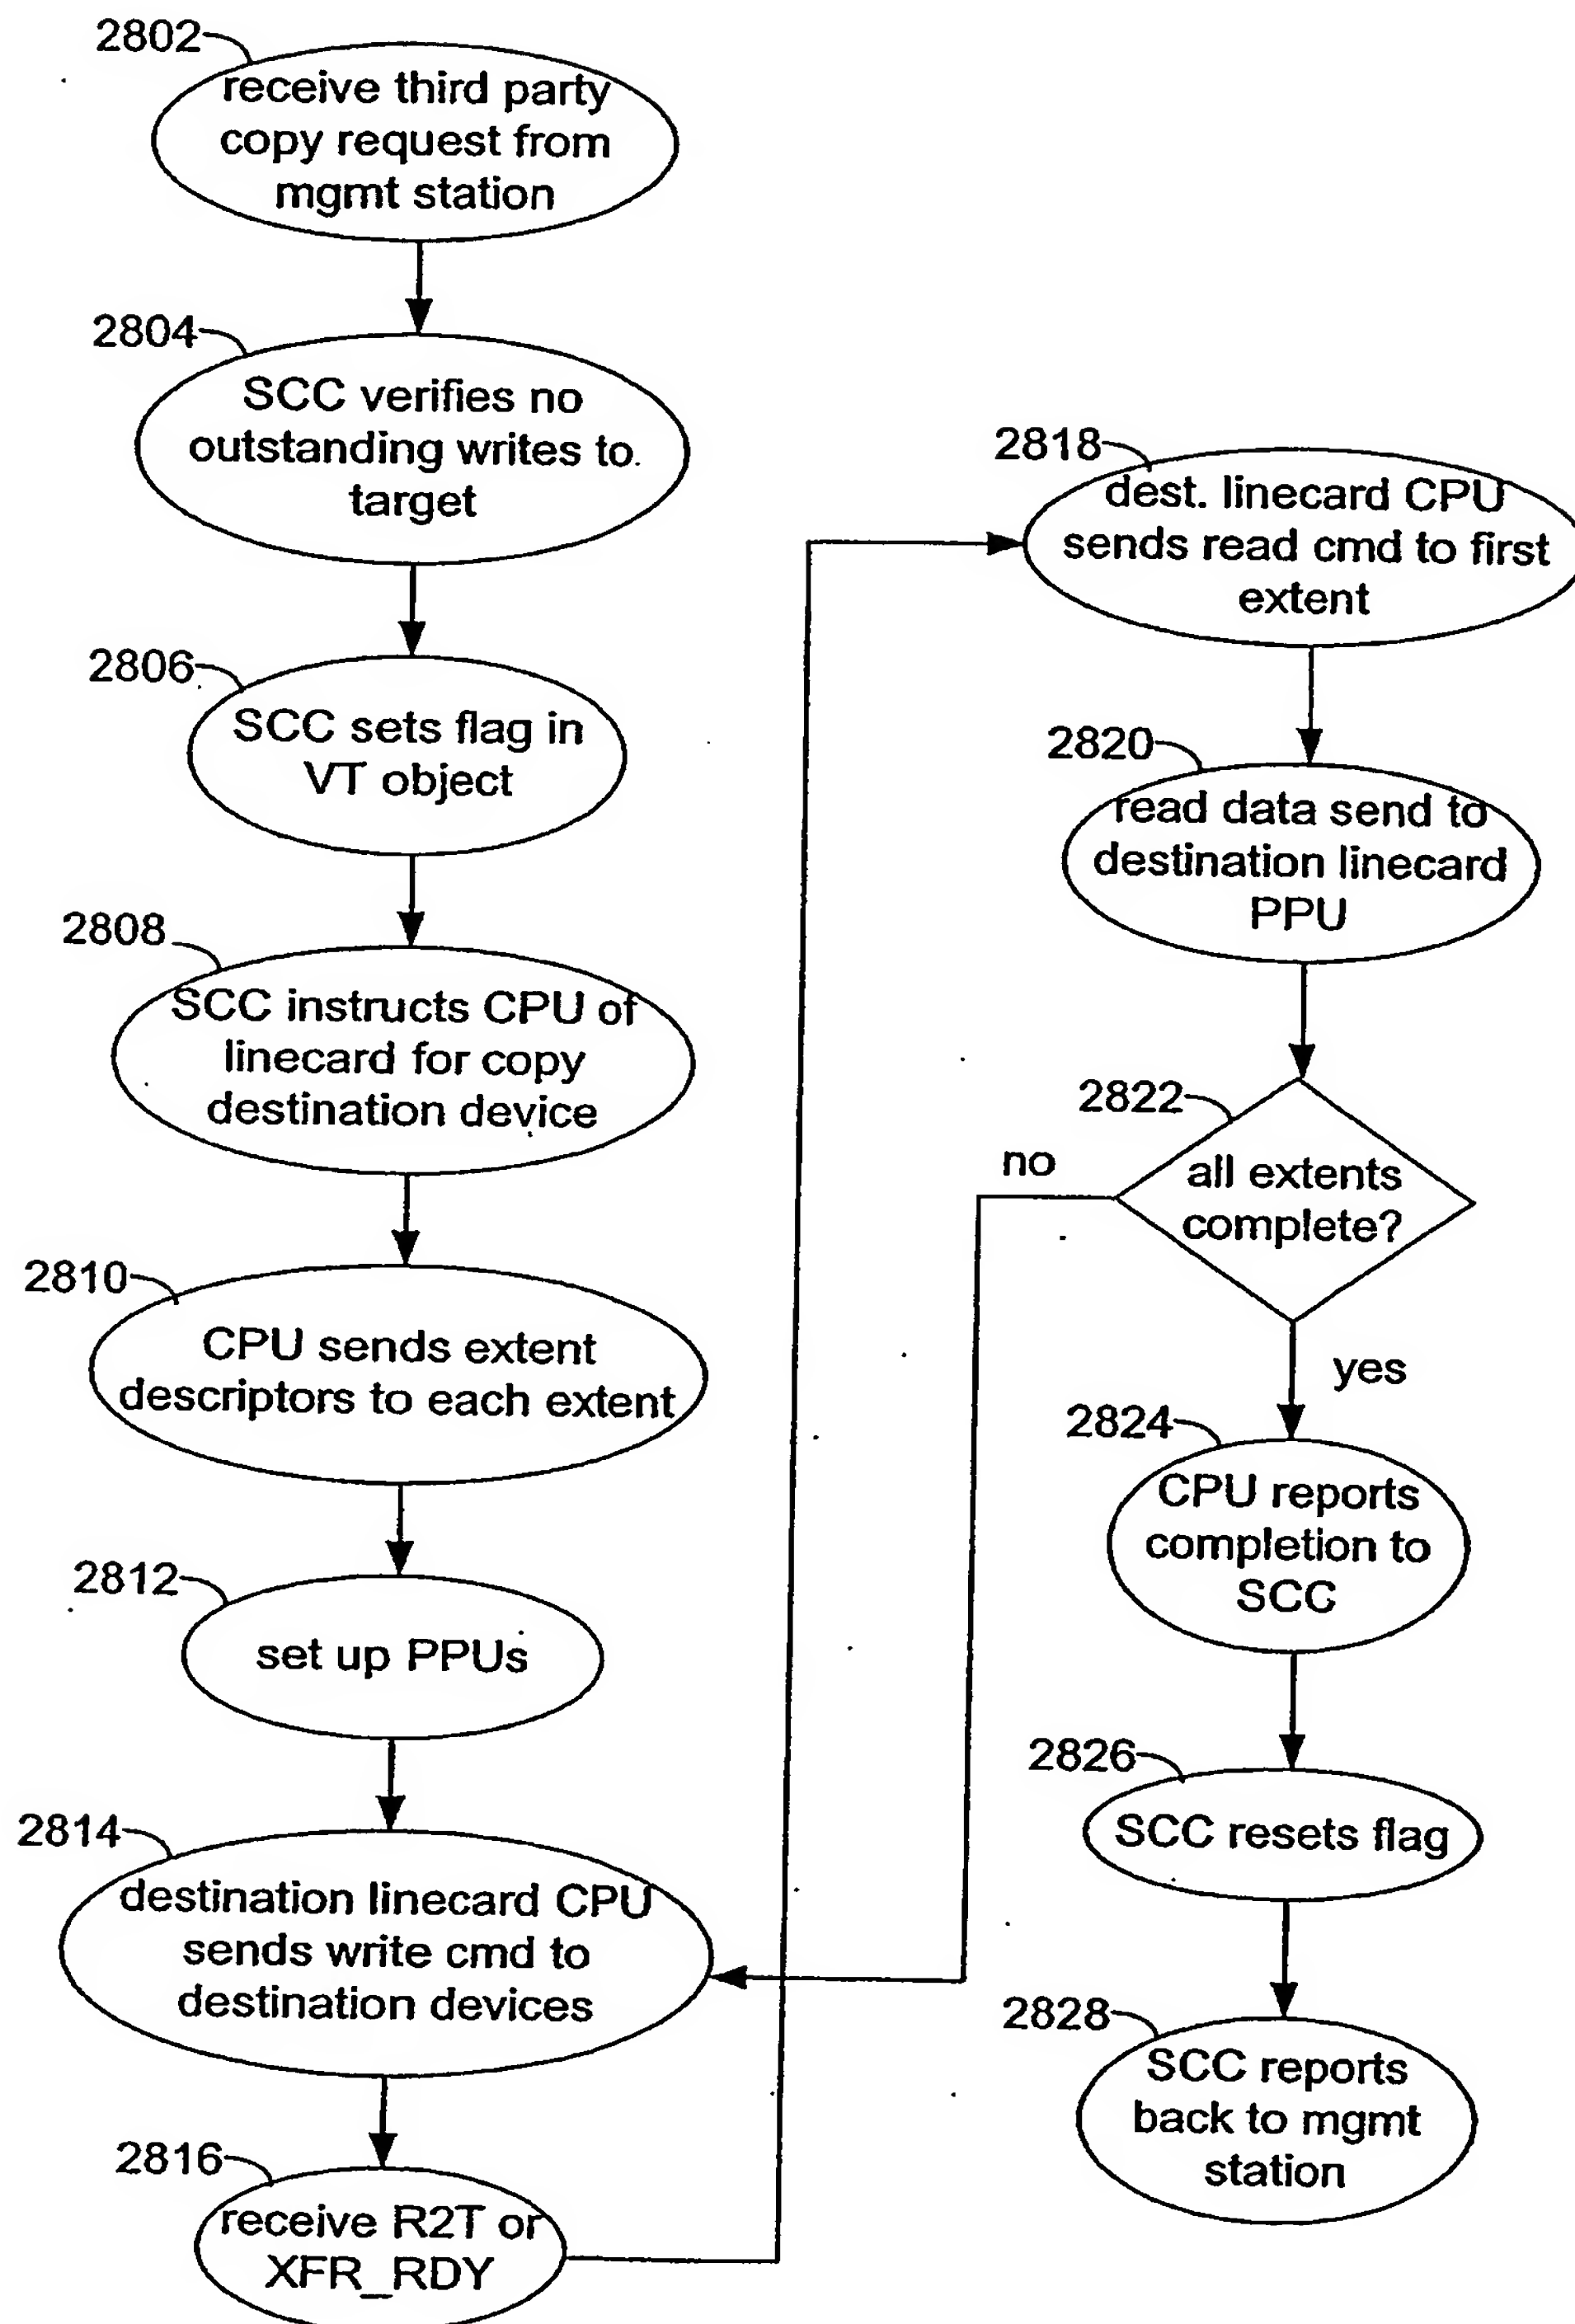 2802
receive third party
copy request from
mgmt station
2804
SCC verifies no
outstanding writes to
target
2806
SCC sets flag in
VT object
2808
SCC instructs CPU of
linecard for copy
destination device
2810
CPU sends extent
descriptors to each extent
2812
set up PPUs
2814
destination linecard CPU
sends write cmd to
destination devices
2816
receive R2T or
XFR_RDY
2818
dest. linecard CPU
sends read cmd to first
extent
2820
read data send to
destination linecard
PPU
2822
all extents
complete?
no
yes
2824
CPU reports
completion to
SCC
2826
SCC resets flag
2828
SCC reports
back to mgmt
station